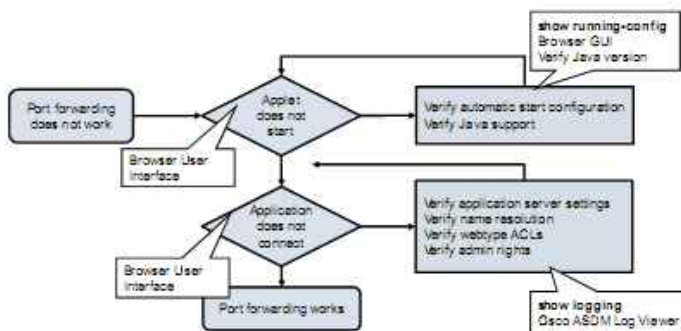 show running-config
Browser GUI
Verify Java version
Port forwarding
does not work
Applet
does not
start
Verify automatic start configuration
Verify Java support
Browser User
Interface
Application
does not
connect
Verify application server settings
Verify name resolution
Verify webtype ACLs
Verify admin rights
Browser User
Interface
Port forwarding works
show logging
Cisco ASDM Log Viewer